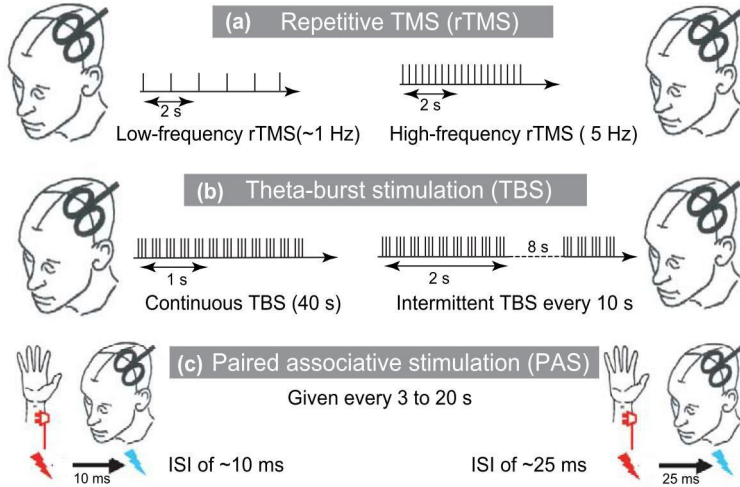 (a) Repetitive TMS (rTMS)
2 s
2 s
Low-frequency rTMS(~1 Hz)
High-frequency rTMS ( 5 Hz)
(b) Theta-burst stimulation (TBS)
8 s
1 s
2 s
Continuous TBS (40 s)
Intermittent TBS every 10 s
(c) Paired associative stimulation (PAS)
Given every 3 to 20 s
ISI of ~10 ms
ISI of ~25 ms
10 ms
25 ms